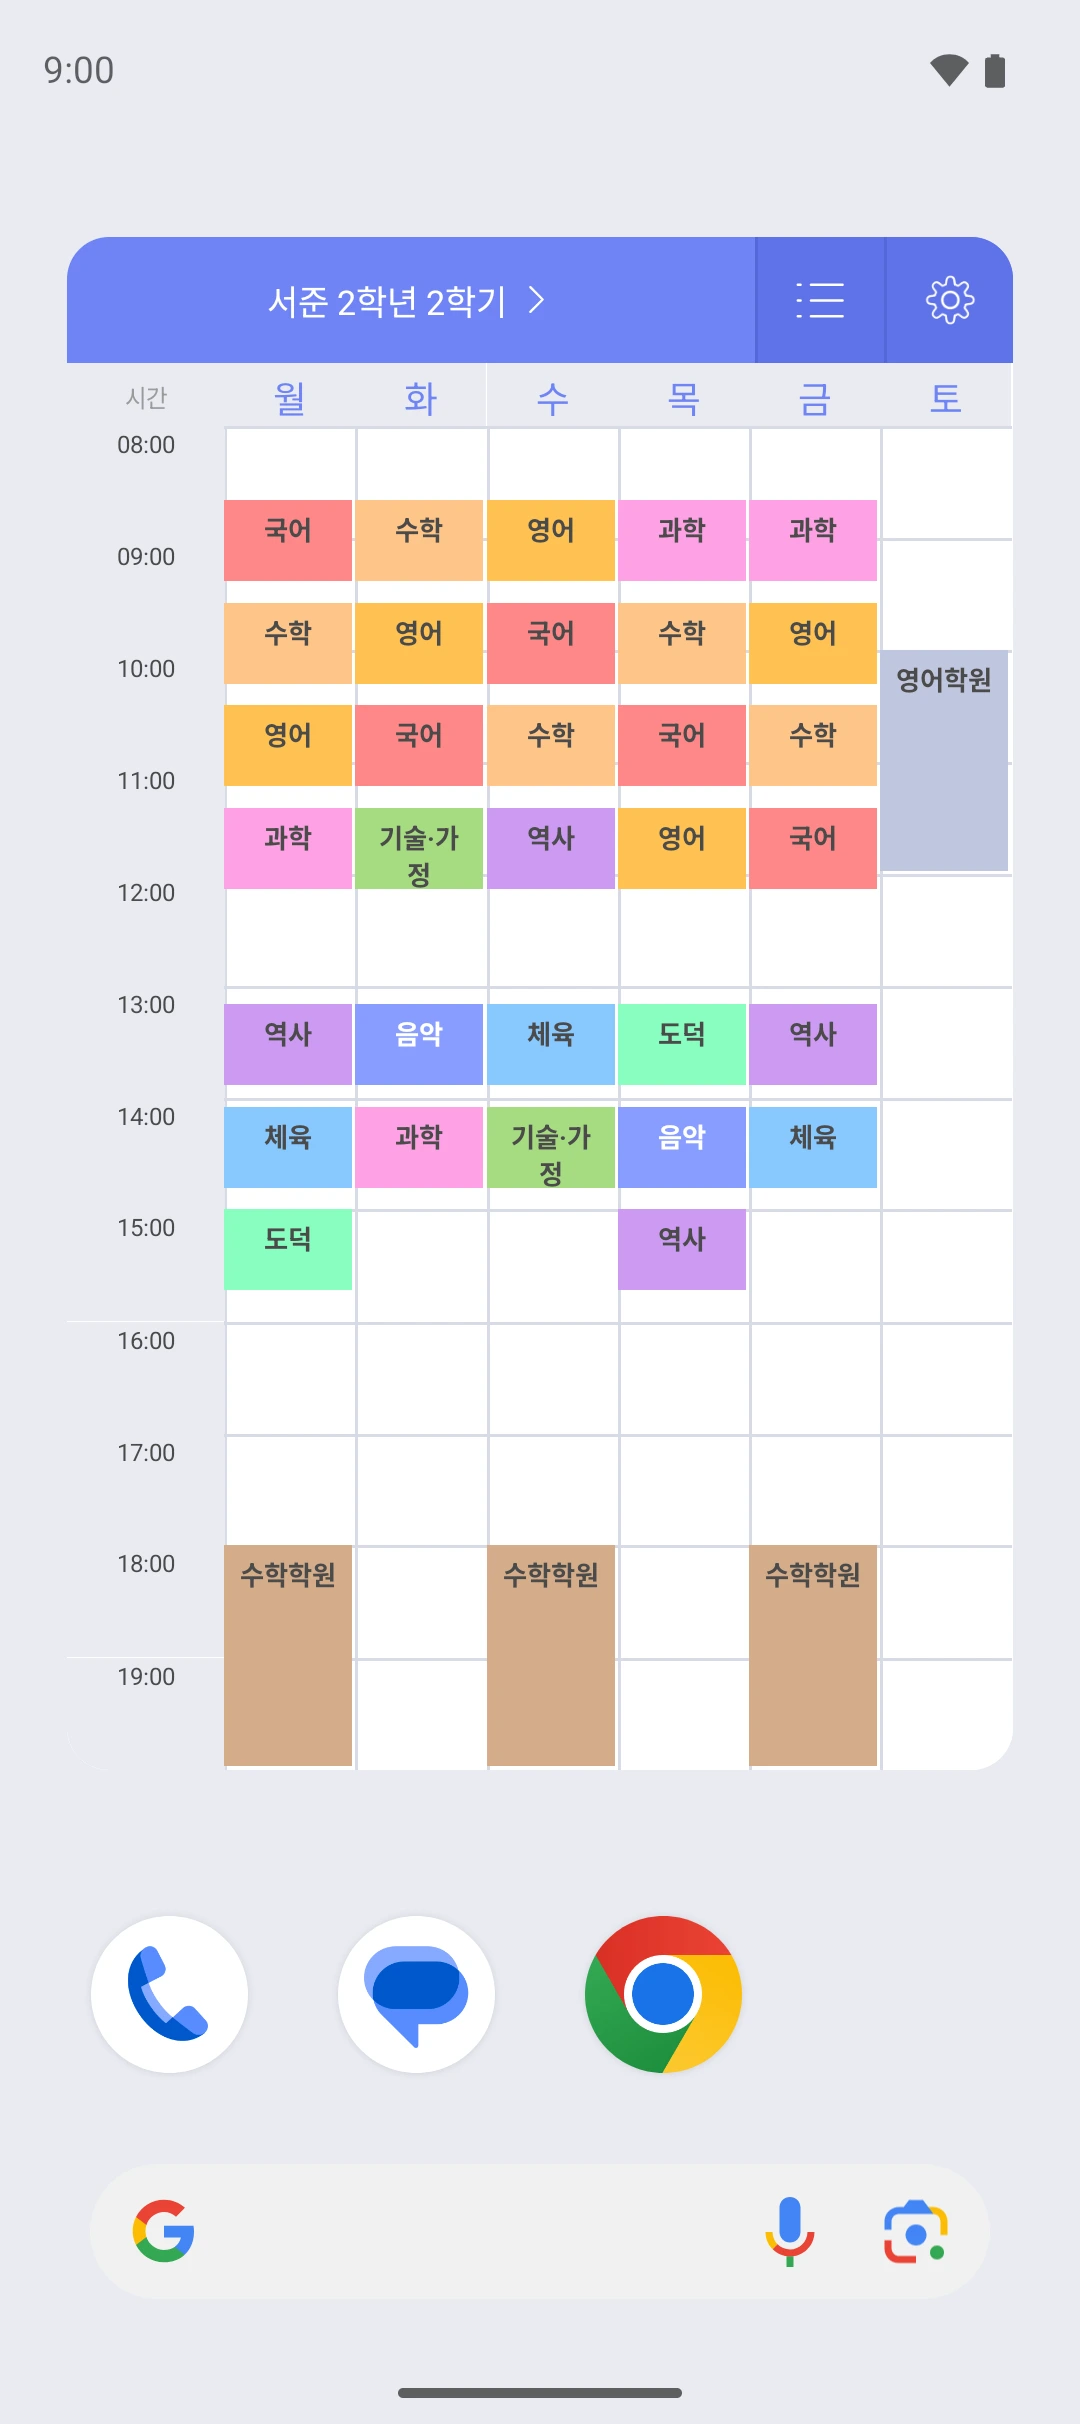 9:00
서준 2학년 2학기
시간 월 화 수 목 금 토
08:00
국어 수학 영어 과학 과학
09:00
수학 영어 국어 수학 영어
10:00
영어학원
영어 국어 수학 국어 수학
11:00
과학 기술·가정 역사 영어 국어
12:00
13:00
역사 음악 체육 도덕 역사
14:00
체육 과학 기술·가정 음악 체육
15:00
도덕 역사
16:00
17:00
18:00
수학학원 수학학원 수학학원
19:00